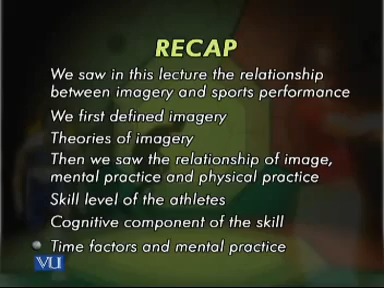 RECAP
We saw in this lecture the relationship
between imagery and sports performance
We first defined imagery
Theories of imagery
Then we saw the relationship of image,
mental practice and physical practice
Skill level of the athletes
Cognitive component of the skill
Time factors and mental practice
VU